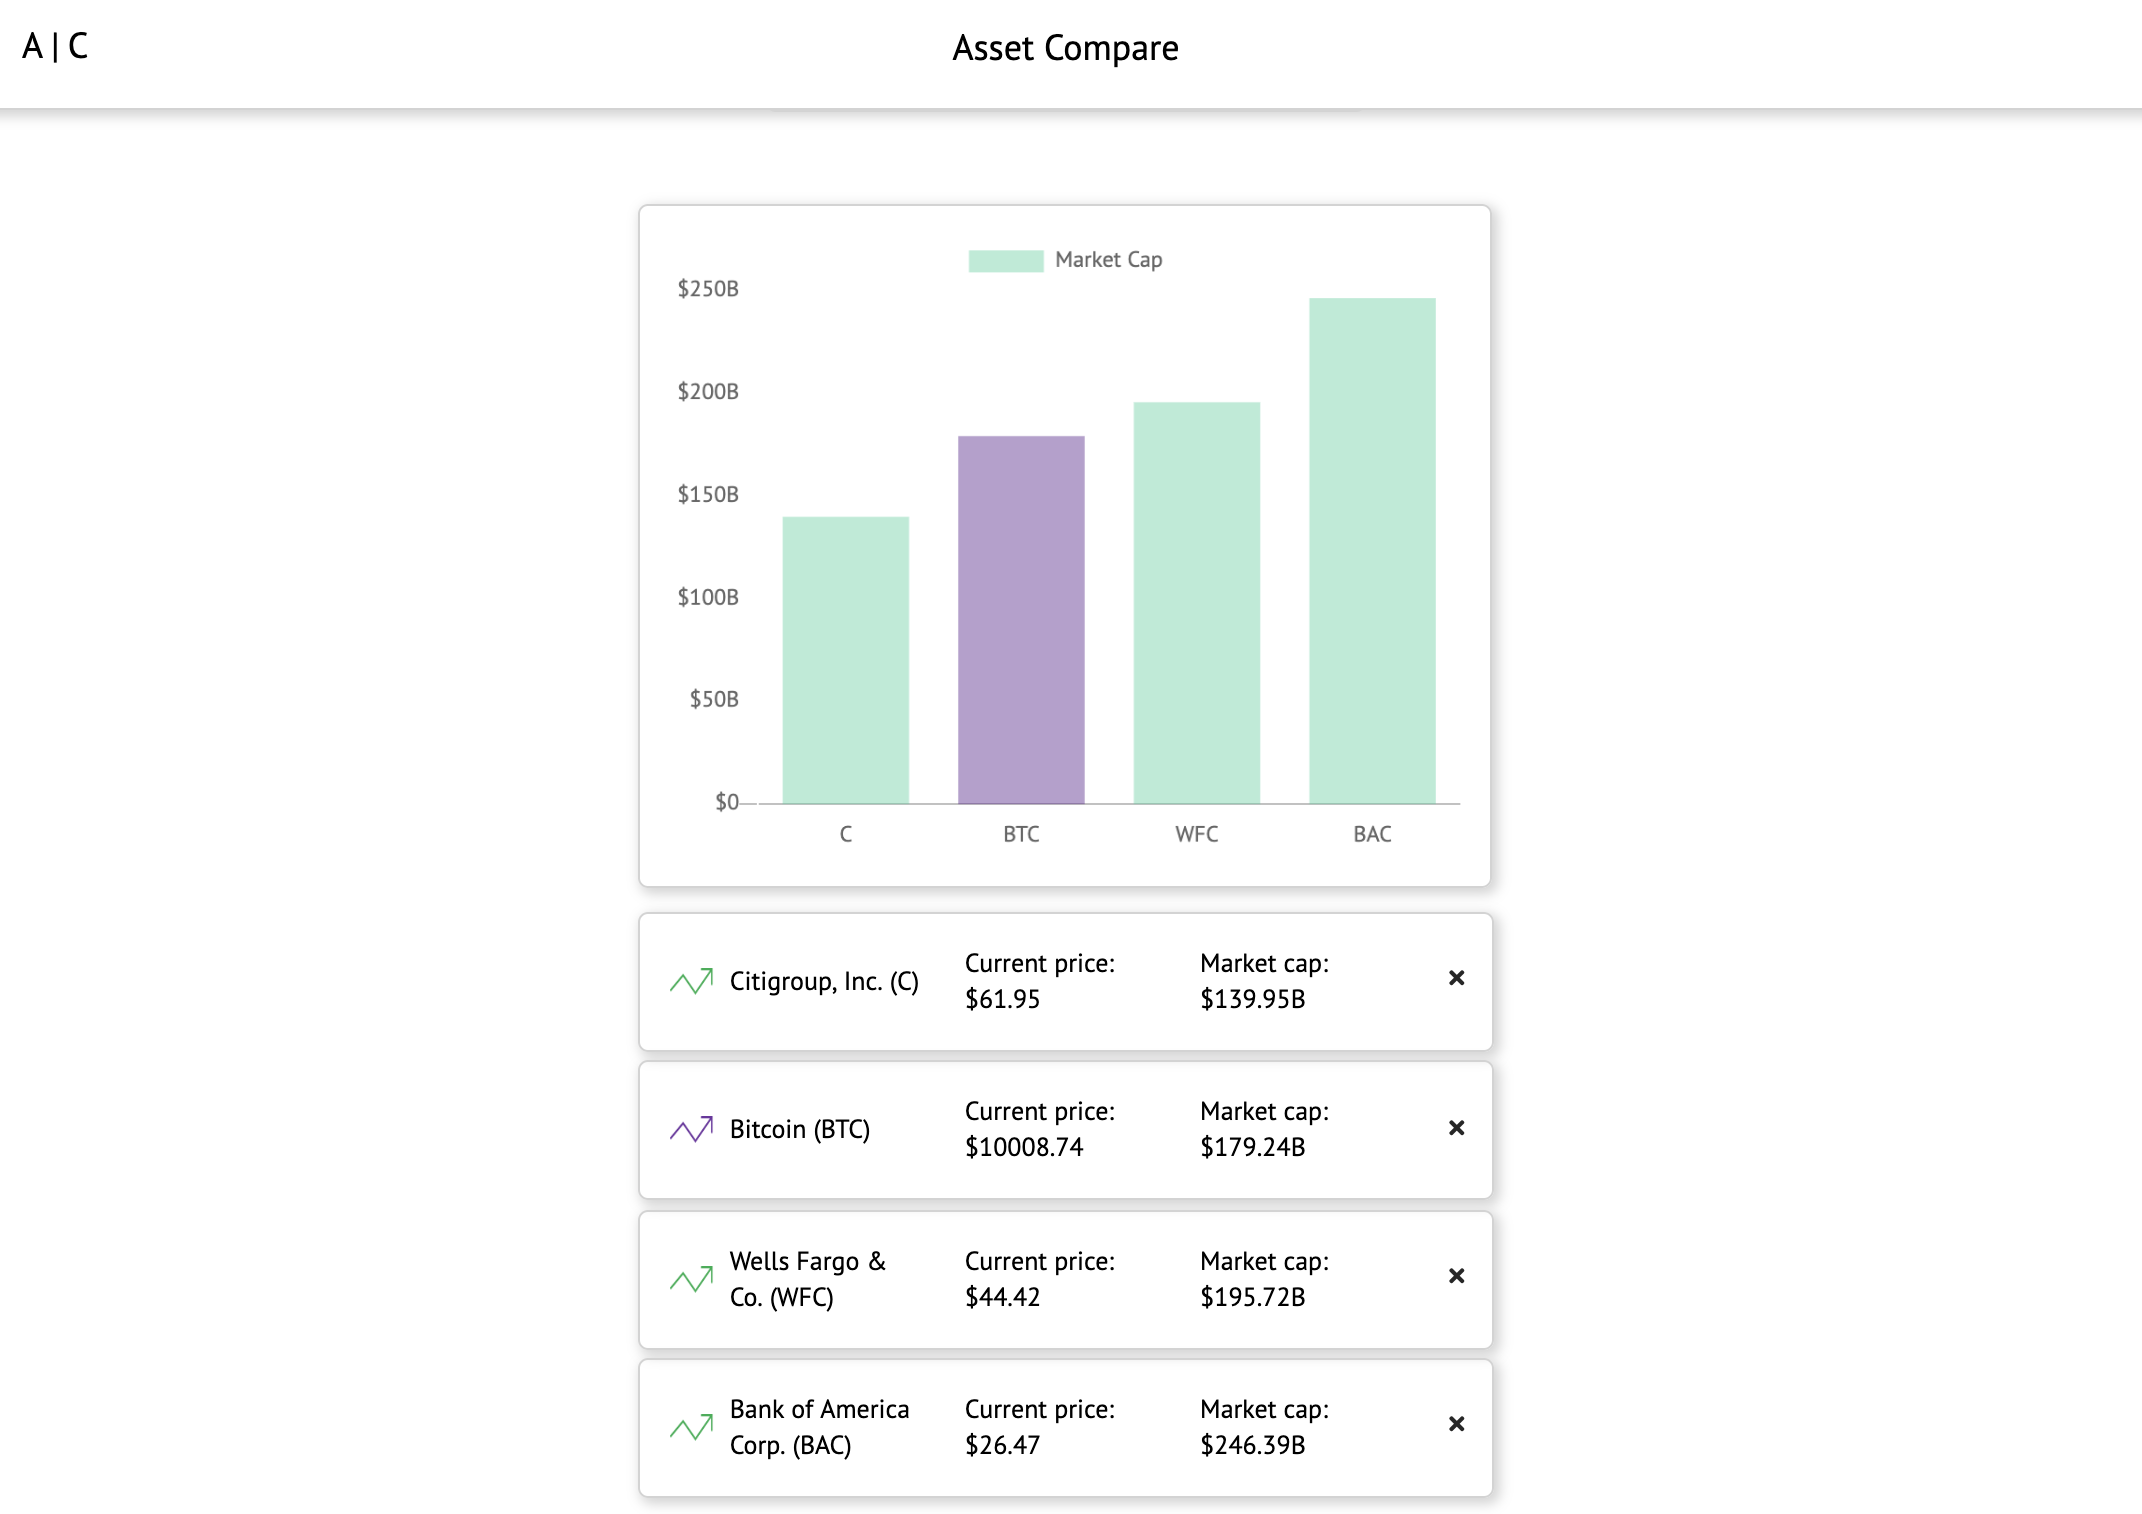 A | C
Asset Compare
Market Cap
$250B
$200B
$150B
$100B
$50B
$0
C
BTC
WFC
BAC
Citigroup, Inc. (C)
Current price:
$61.95
Market cap:
$139.95B
Bitcoin (BTC)
Current price:
$10008.74
Market cap:
$179.24B
Wells Fargo &
Co. (WFC)
Current price:
$44.42
Market cap:
$195.72B
Bank of America
Corp. (BAC)
Current price:
$26.47
Market cap:
$246.39B